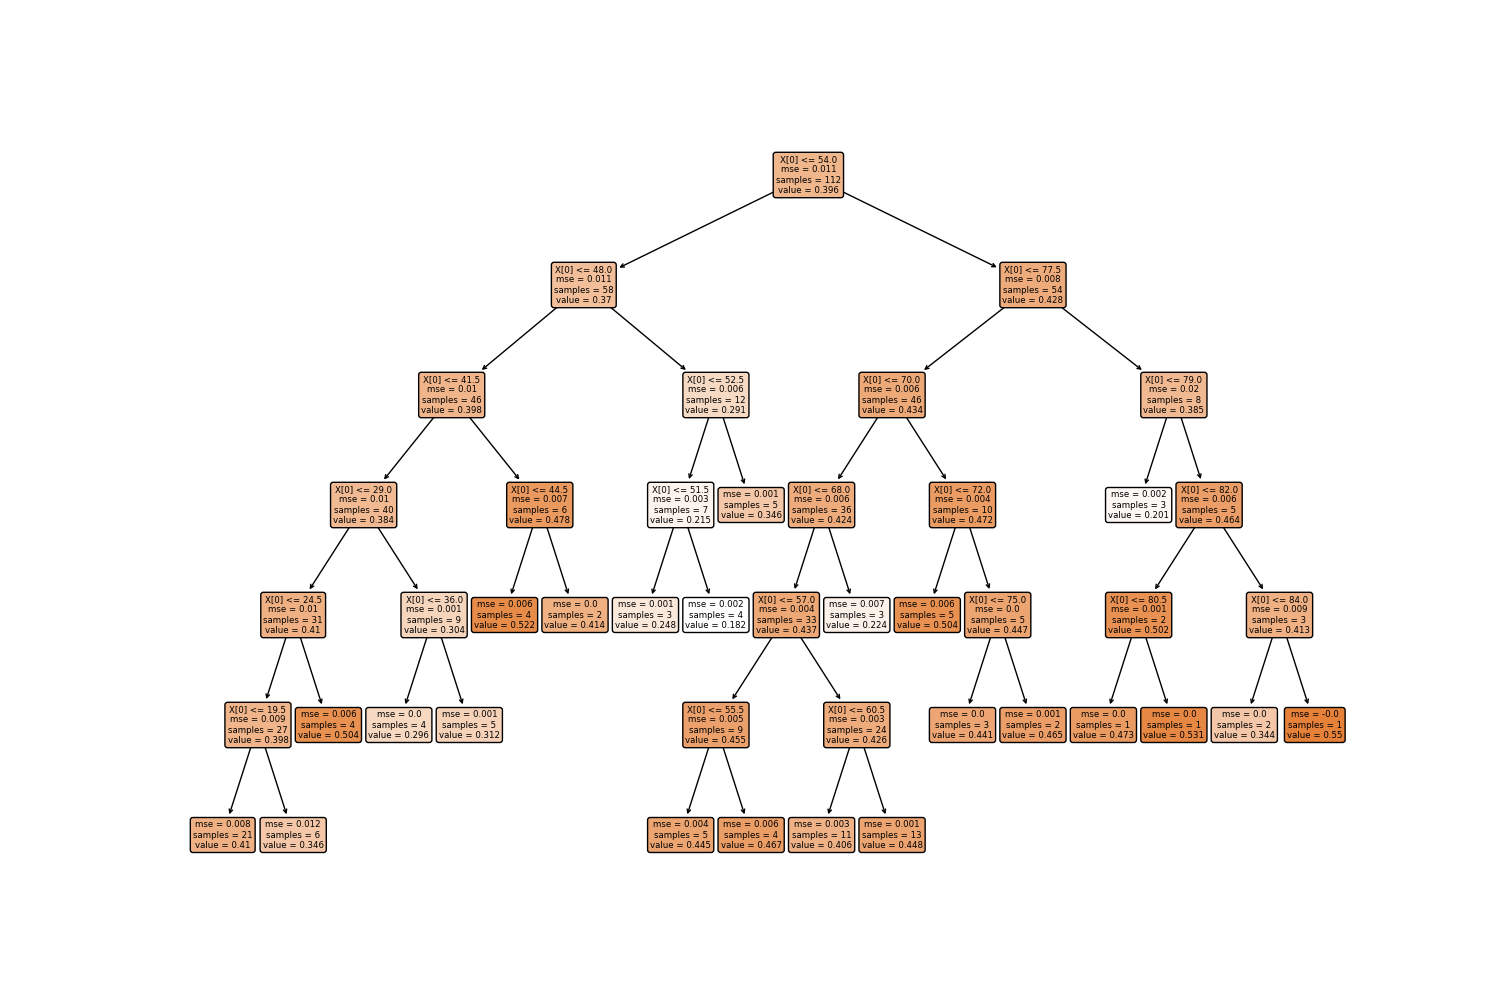 X[0] <= 54.0
mse = 0.011
samples = 112
value = 0.396
X[0] <= 48.0
mse = 0.011
samples = 58
value = 0.37
X[0] <= 77.5
mse = 0.008
samples = 54
value = 0.428
X[0] <= 41.5
mse = 0.01
samples = 46
value = 0.398
X[0] <= 52.5
mse = 0.006
samples = 12
value = 0.291
X[0] <= 70.0
mse = 0.006
samples = 46
value = 0.434
X[0] <= 79.0
mse = 0.02
samples = 8
value = 0.385
X[0] <= 29.0
mse = 0.01
samples = 40
value = 0.384
X[0] <= 44.5
mse = 0.007
samples = 6
value = 0.478
X[0] <= 51.5
mse = 0.003
samples = 7
value = 0.215
mse = 0.001
samples = 5
value = 0.346
X[0] <= 68.0
mse = 0.006
samples = 36
value = 0.424
X[0] <= 72.0
mse = 0.004
samples = 10
value = 0.472
mse = 0.002
samples = 3
value = 0.201
X[0] <= 82.0
mse = 0.006
samples = 5
value = 0.464
X[0] <= 24.5
mse = 0.01
samples = 31
value = 0.41
X[0] <= 36.0
mse = 0.001
samples = 9
value = 0.304
mse = 0.006
samples = 4
value = 0.522
mse = 0.0
samples = 2
value = 0.414
mse = 0.001
samples = 3
value = 0.248
mse = 0.002
samples = 4
value = 0.182
X[0] <= 57.0
mse = 0.004
samples = 33
value = 0.437
mse = 0.007
samples = 3
value = 0.224
mse = 0.006
samples = 5
value = 0.504
X[0] <= 75.0
mse = 0.0
samples = 5
value = 0.447
X[0] <= 80.5
mse = 0.001
samples = 2
value = 0.502
X[0] <= 84.0
mse = 0.009
samples = 3
value = 0.413
X[0] <= 19.5
mse = 0.009
samples = 27
value = 0.398
mse = 0.006
samples = 4
value = 0.504
mse = 0.0
samples = 4
value = 0.296
mse = 0.001
samples = 5
value = 0.312
X[0] <= 55.5
mse = 0.005
samples = 9
value = 0.455
X[0] <= 60.5
mse = 0.003
samples = 24
value = 0.426
mse = 0.0
samples = 3
value = 0.441
mse = 0.001
samples = 2
value = 0.465
mse = 0.0
samples = 1
value = 0.473
mse = 0.0
samples = 1
value = 0.531
mse = 0.0
samples = 2
value = 0.344
mse = -0.0
samples = 1
value = 0.55
mse = 0.008
samples = 21
value = 0.41
mse = 0.012
samples = 6
value = 0.346
mse = 0.004
samples = 5
value = 0.445
mse = 0.006
samples = 4
value = 0.467
mse = 0.003
samples = 11
value = 0.406
mse = 0.001
samples = 13
value = 0.448